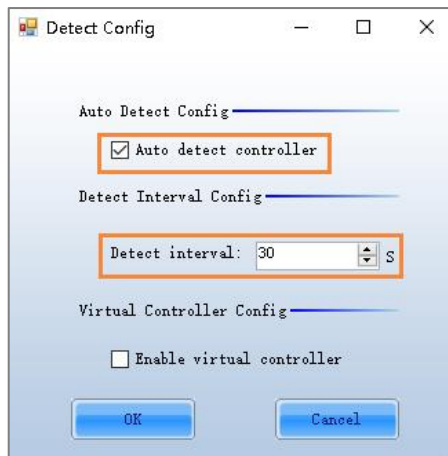 Detect Config
Auto Detect Config
Auto detect controller
Detect Interval Config
Detect interval: 30 S
Virtual Controller Config
Enable virtual controller
OK Cancel